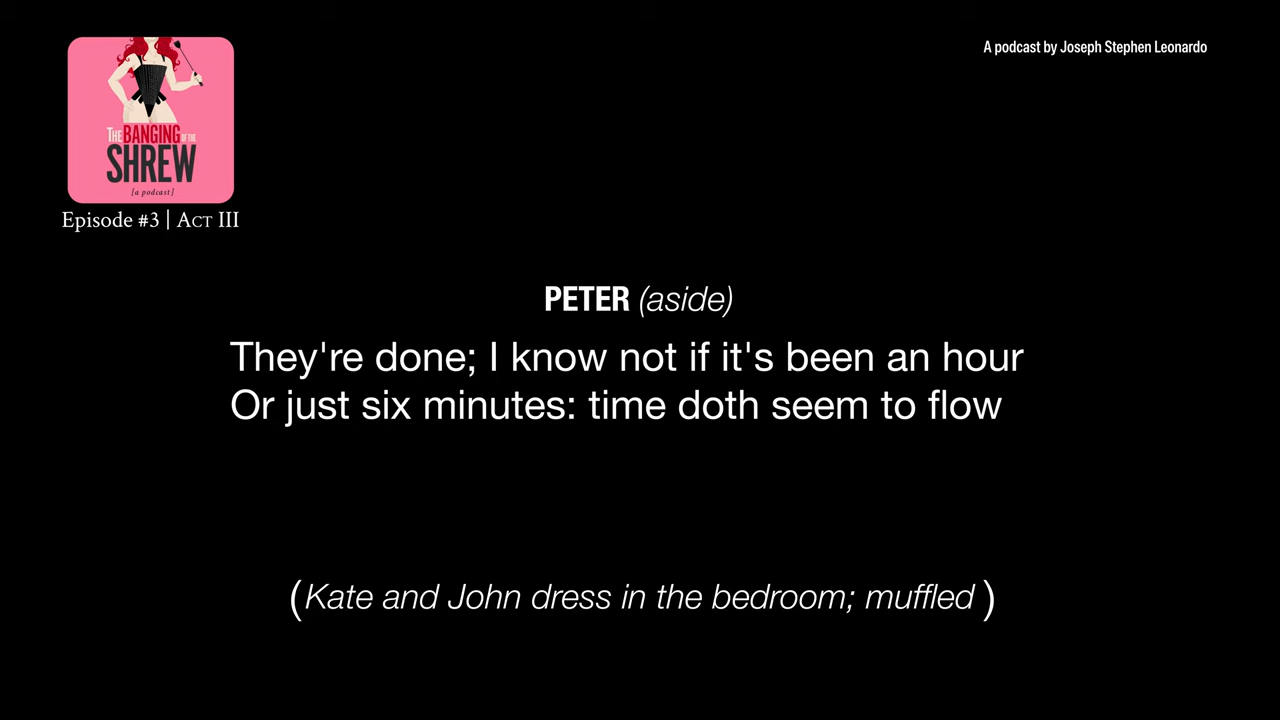 A podcast by Joseph Stephen Leonardo
THE BANGING OF THE
SHREW
[a podcast]
Episode #3 | ACT III
PETER (aside)
They're done; I know not if it's been an hour
Or just six minutes: time doth seem to flow
(Kate and John dress in the bedroom; muffled )